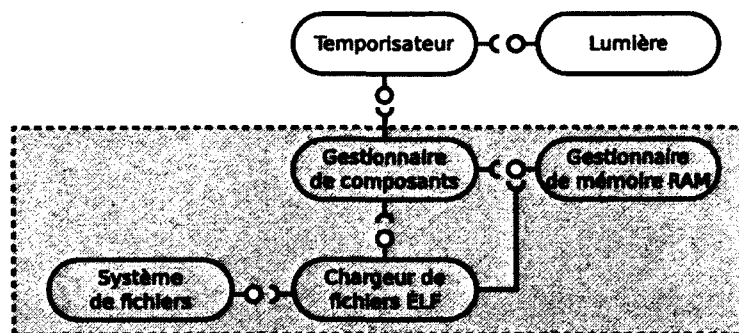 Temporisateur
Lumière
Gestionnaire
de composants
Gestionnaire
de mémoire RAM
Système
de fichiers
Chargeur de
fichiers ELF